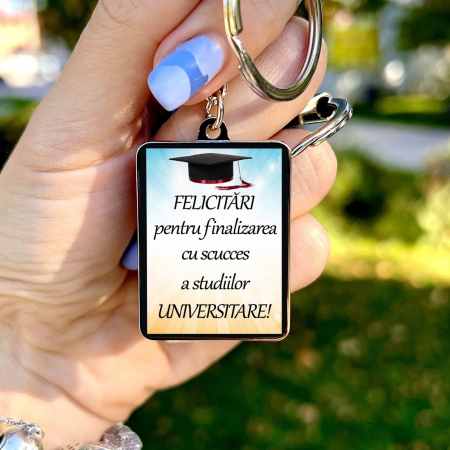 FELICITĂRI
pentru finalizarea
cu scucces
a studiilor
UNIVERSITARE!